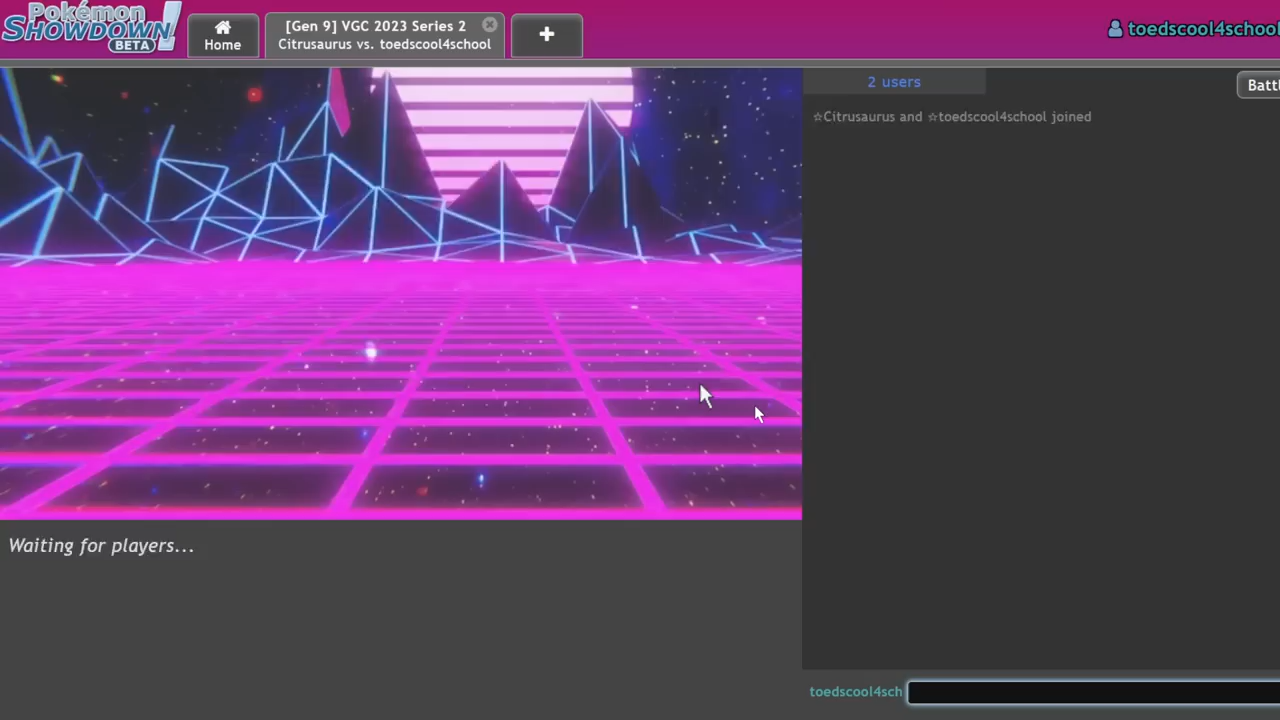 Pokémon
SHOWDOWN!
BETA
Home
[Gen 9] VGC 2023 Series 2
Citrusaurus vs. toedscool4school
+
toedscool4school
2 users
Battl
☆Citrusaurus and ☆toedscool4school joined
Waiting for players...
toedscool4sch